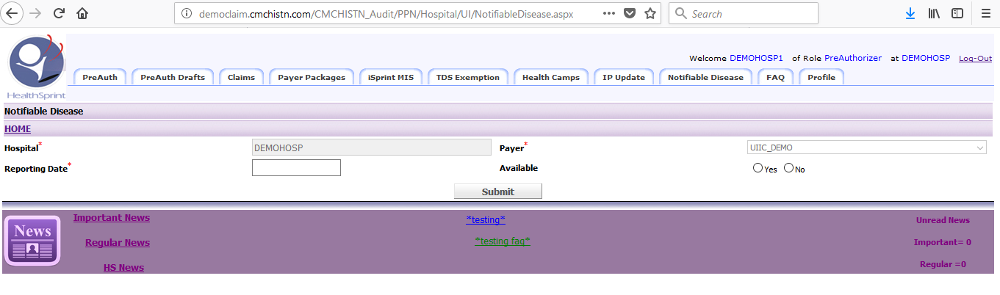 democlaim.cmchistn.com/CMCHISTN_Audit/PPN/Hospital/UI/NotifiableDisease.aspx Search
Welcome DEMOHOSP1 of Role PreAuthorizer at DEMOHOSP Log-Out
PreAuth PreAuth Drafts Claims Payer Packages iSprint MIS TDS Exemption Health Camps IP Update Notifiable Disease FAQ Profile
HealthSprint
Notifiable Disease
HOME
Hospital* DEMOHOSP Payer* UIIC_DEMO
Reporting Date* Available Yes No
Submit
News
Important News *testing* Unread News
Regular News *testing faq* Important= 0
HS News Regular =0